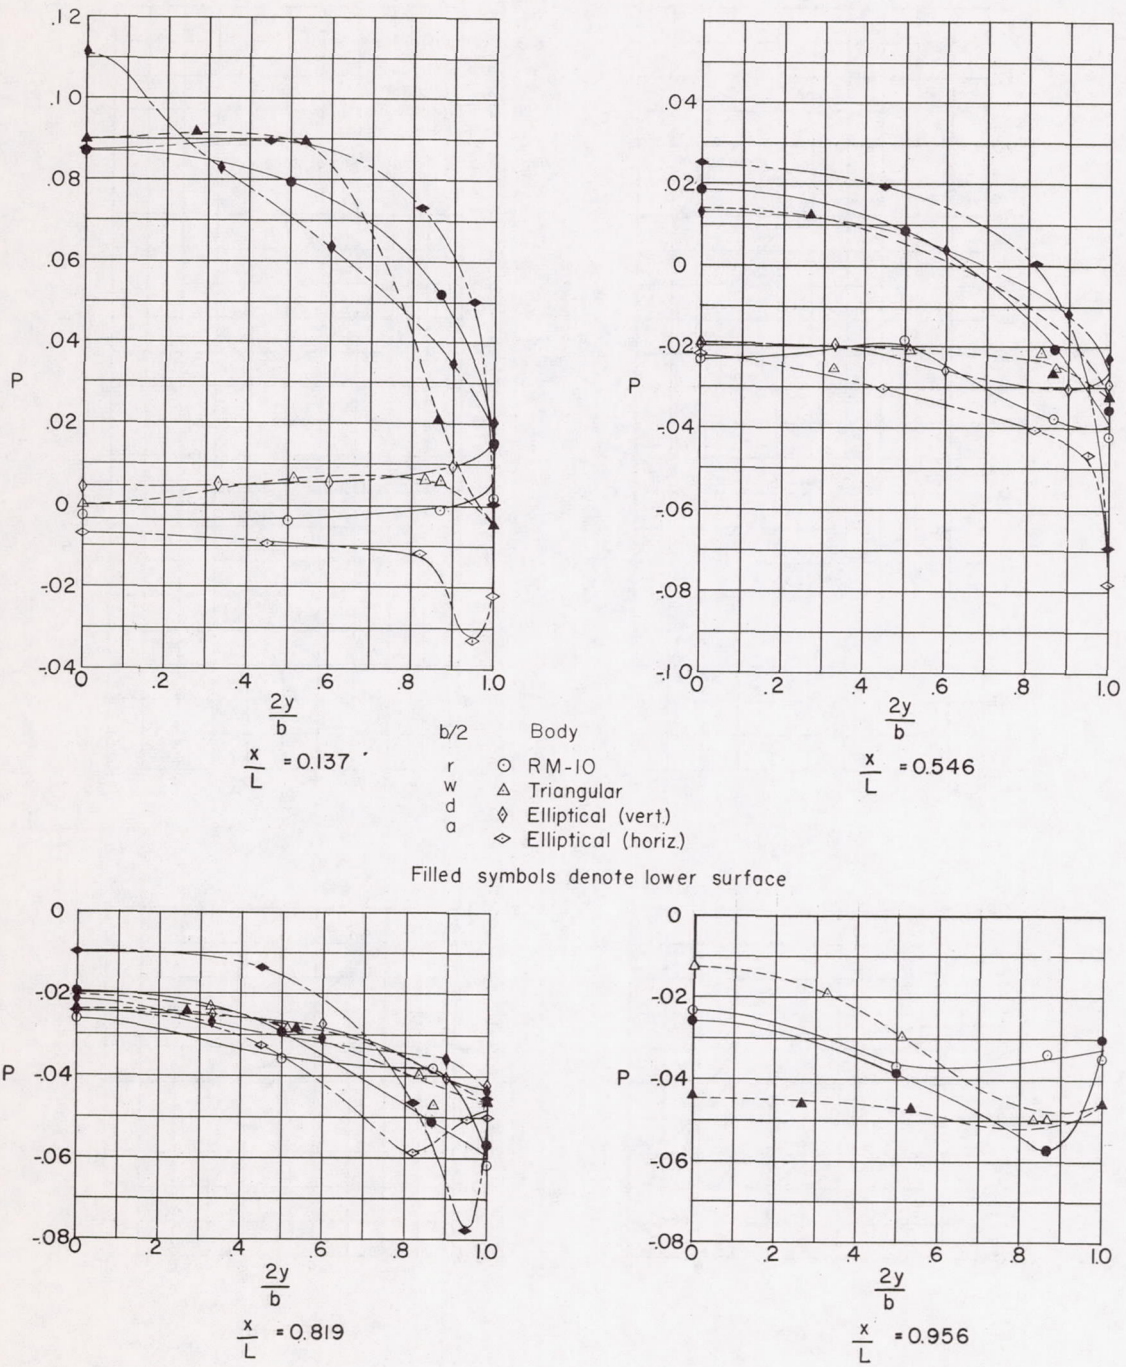 .12
.10
.08
.06
.04
.02
0
-.02
-.04
P
0 .2 .4 .6 .8 1.0
2y
b
x
L = 0.137
.04
.02
0
-.02
-.04
-.06
-.08
-.10
P
0 .2 .4 .6 .8 1.0
2y
b
x
L = 0.546
b/2 Body
r RM-10
w Triangular
d Elliptical (vert.)
a Elliptical (horiz.)
Filled symbols denote lower surface
0
-.02
-.04
-.06
-.08
P
0 .2 .4 .6 .8 1.0
2y
b
x
L = 0.819
0
-.02
-.04
-.06
-.08
P
0 .2 .4 .6 .8 1.0
2y
b
x
L = 0.956